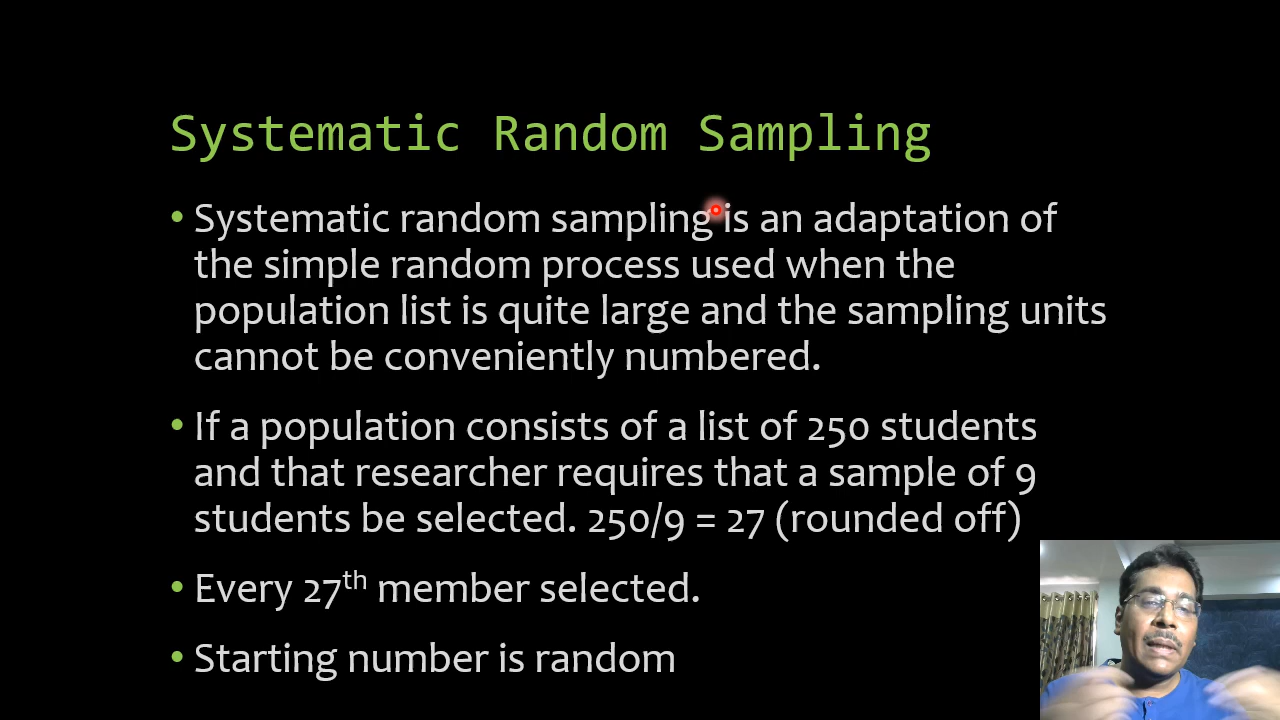 Systematic Random Sampling
• Systematic random sampling is an adaptation of
the simple random process used when the
population list is quite large and the sampling units
cannot be conveniently numbered.
• If a population consists of a list of 250 students
and that researcher requires that a sample of 9
students be selected. 250/9 = 27 (rounded off)
• Every 27th member selected.
• Starting number is random